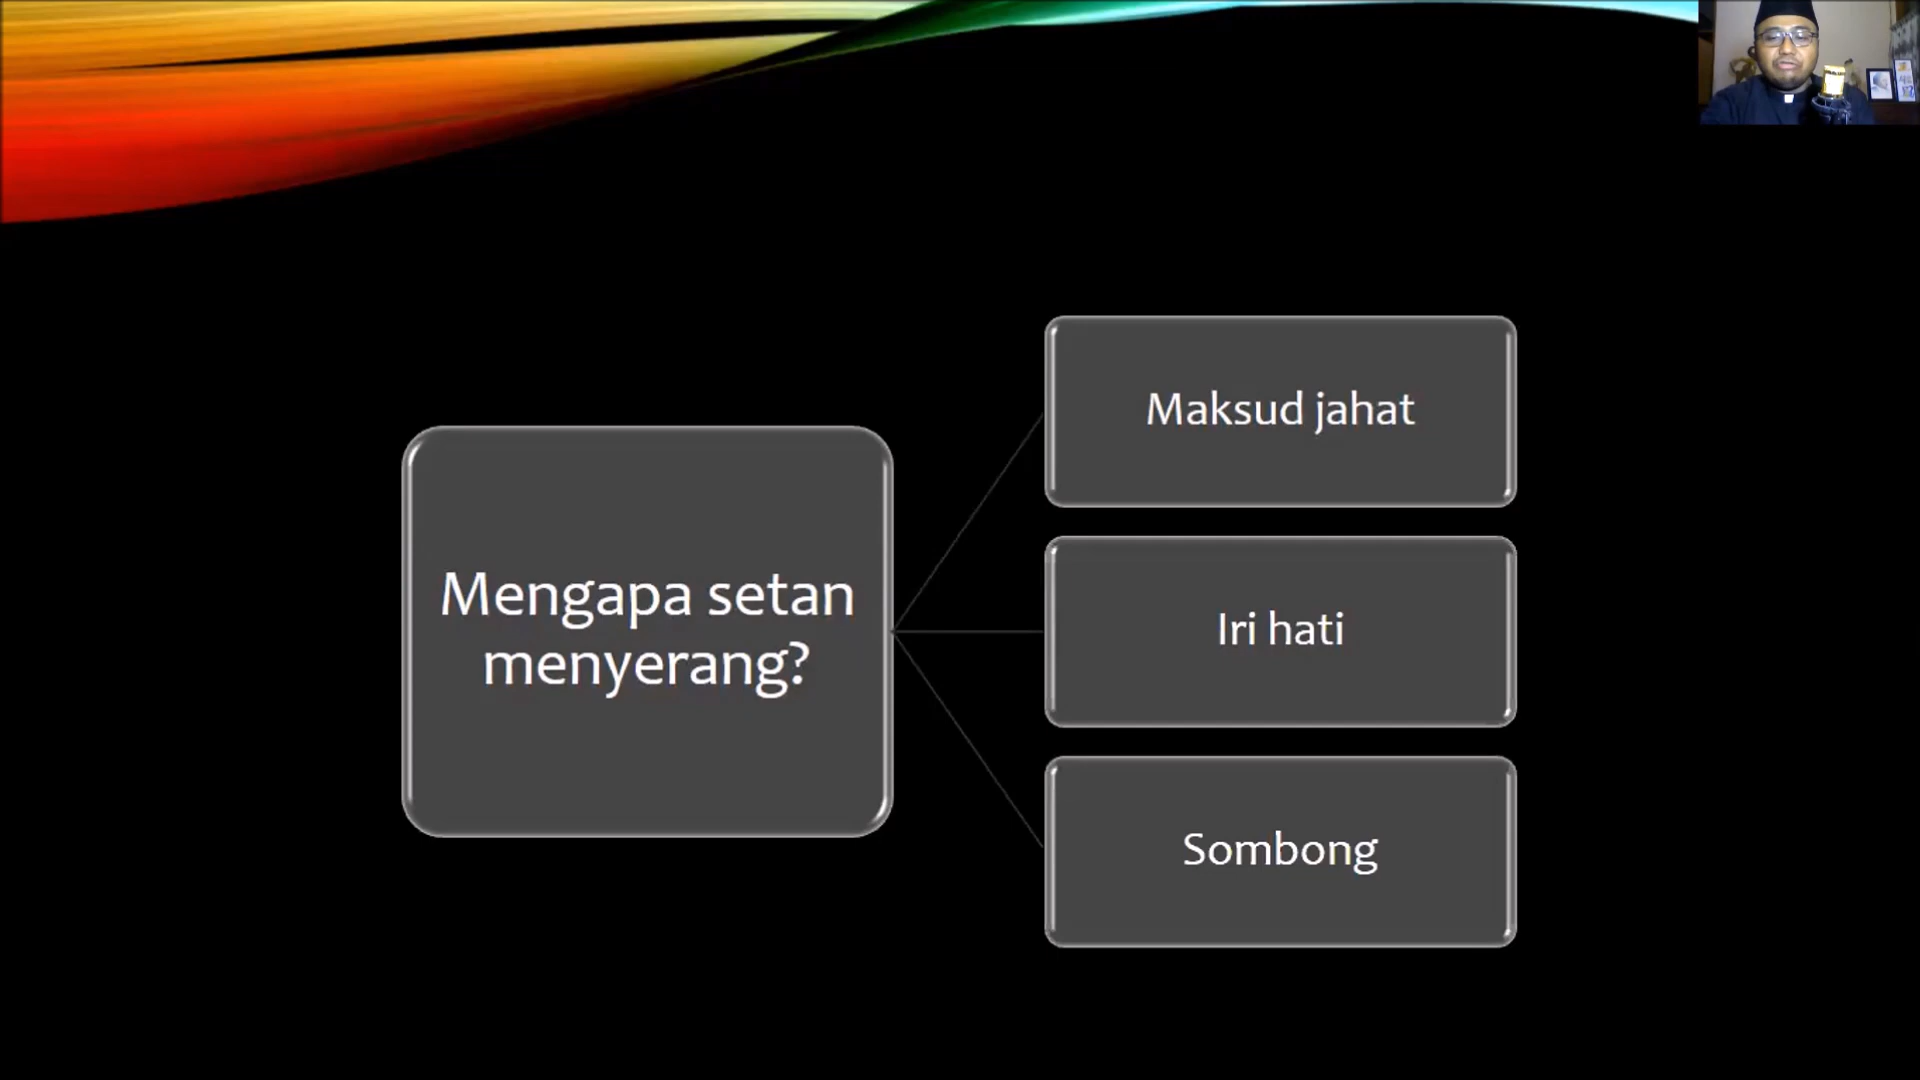 Mengapa setan
menyerang?
Maksud jahat
Iri hati
Sombong